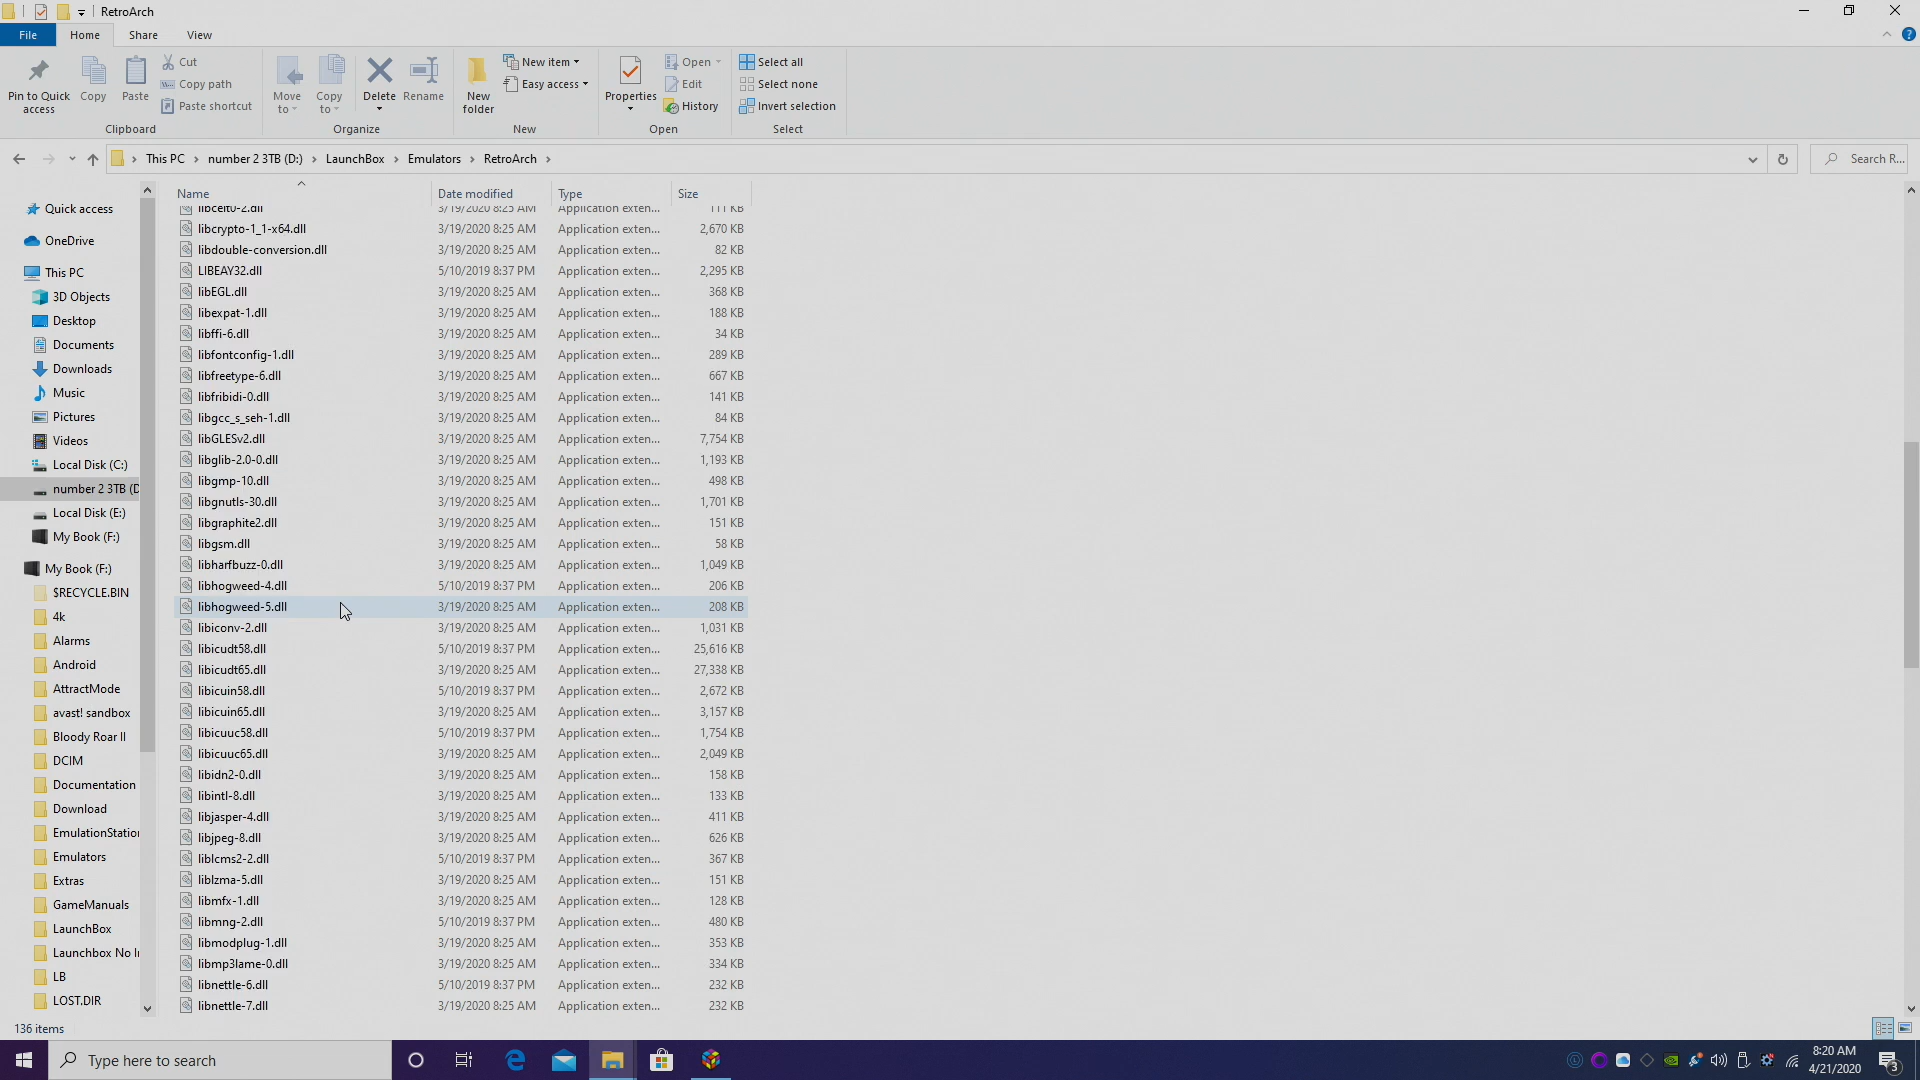 RetroArch
File Home Share View
Pin to Quick access
Copy
Paste
Cut
Copy path
Paste shortcut
Clipboard
Move to
Copy to
Delete
Rename
Organize
New folder
New item
Easy access
New
Properties
Open
Edit
History
Open
Select all
Select none
Invert selection
Select
This PC > number 2 3TB (D:) > LaunchBox > Emulators > RetroArch >
Search R...
Quick access
OneDrive
This PC
3D Objects
Desktop
Documents
Downloads
Music
Pictures
Videos
Local Disk (C:)
number 2 3TB (D
Local Disk (E:)
My Book (F:)
My Book (F:)
$RECYCLE.BIN
4k
Alarms
Android
AttractMode
avast! sandbox
Bloody Roar II
DCIM
Documentation
Download
EmulationStation
Emulators
Extras
GameManuals
LaunchBox
Launchbox No In
LB
LOST.DIR
Name Date modified Type Size
libcelt0-2.dll 3/19/2020 8:25 AM Application exten... 111 KB
libcrypto-1_1-x64.dll 3/19/2020 8:25 AM Application exten... 2,670 KB
libdouble-conversion.dll 3/19/2020 8:25 AM Application exten... 82 KB
LIBEAY32.dll 5/10/2019 8:37 PM Application exten... 2,295 KB
libEGL.dll 3/19/2020 8:25 AM Application exten... 368 KB
libexpat-1.dll 3/19/2020 8:25 AM Application exten... 188 KB
libffi-6.dll 3/19/2020 8:25 AM Application exten... 34 KB
libfontconfig-1.dll 3/19/2020 8:25 AM Application exten... 289 KB
libfreetype-6.dll 3/19/2020 8:25 AM Application exten... 667 KB
libfribidi-0.dll 3/19/2020 8:25 AM Application exten... 141 KB
libgcc_s_seh-1.dll 3/19/2020 8:25 AM Application exten... 84 KB
libGLESv2.dll 3/19/2020 8:25 AM Application exten... 7,754 KB
libglib-2.0-0.dll 3/19/2020 8:25 AM Application exten... 1,193 KB
libgmp-10.dll 3/19/2020 8:25 AM Application exten... 498 KB
libgnutls-30.dll 3/19/2020 8:25 AM Application exten... 1,701 KB
libgraphite2.dll 3/19/2020 8:25 AM Application exten... 151 KB
libgsm.dll 3/19/2020 8:25 AM Application exten... 58 KB
libharfbuzz-0.dll 3/19/2020 8:25 AM Application exten... 1,049 KB
libhogweed-4.dll 5/10/2019 8:37 PM Application exten... 206 KB
libhogweed-5.dll 3/19/2020 8:25 AM Application exten... 208 KB
libiconv-2.dll 3/19/2020 8:25 AM Application exten... 1,031 KB
libicudt58.dll 5/10/2019 8:37 PM Application exten... 25,616 KB
libicudt65.dll 3/19/2020 8:25 AM Application exten... 27,338 KB
libicuin58.dll 5/10/2019 8:37 PM Application exten... 2,672 KB
libicuin65.dll 3/19/2020 8:25 AM Application exten... 3,157 KB
libicuuc58.dll 5/10/2019 8:37 PM Application exten... 1,754 KB
libicuuc65.dll 3/19/2020 8:25 AM Application exten... 2,049 KB
libidn2-0.dll 3/19/2020 8:25 AM Application exten... 158 KB
libintl-8.dll 3/19/2020 8:25 AM Application exten... 133 KB
libjasper-4.dll 3/19/2020 8:25 AM Application exten... 411 KB
libjpeg-8.dll 3/19/2020 8:25 AM Application exten... 626 KB
liblcms2-2.dll 5/10/2019 8:37 PM Application exten... 367 KB
liblzma-5.dll 3/19/2020 8:25 AM Application exten... 151 KB
libmfx-1.dll 3/19/2020 8:25 AM Application exten... 128 KB
libmng-2.dll 5/10/2019 8:37 PM Application exten... 480 KB
libmodplug-1.dll 3/19/2020 8:25 AM Application exten... 353 KB
libmp3lame-0.dll 3/19/2020 8:25 AM Application exten... 334 KB
libnettle-6.dll 5/10/2019 8:37 PM Application exten... 232 KB
libnettle-7.dll 3/19/2020 8:25 AM Application exten... 232 KB
136 items
Type here to search
8:20 AM
4/21/2020
3